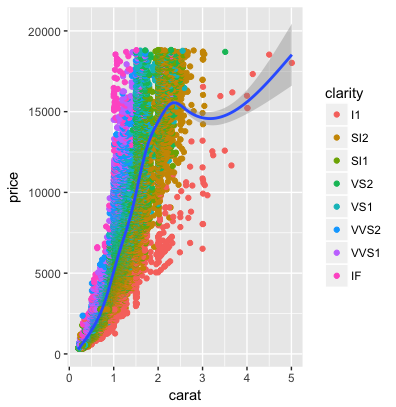 price
20000
15000
10000
5000
0
0
1
2
3
4
5
carat
clarity
I1
SI2
SI1
VS2
VS1
VVS2
VVS1
IF